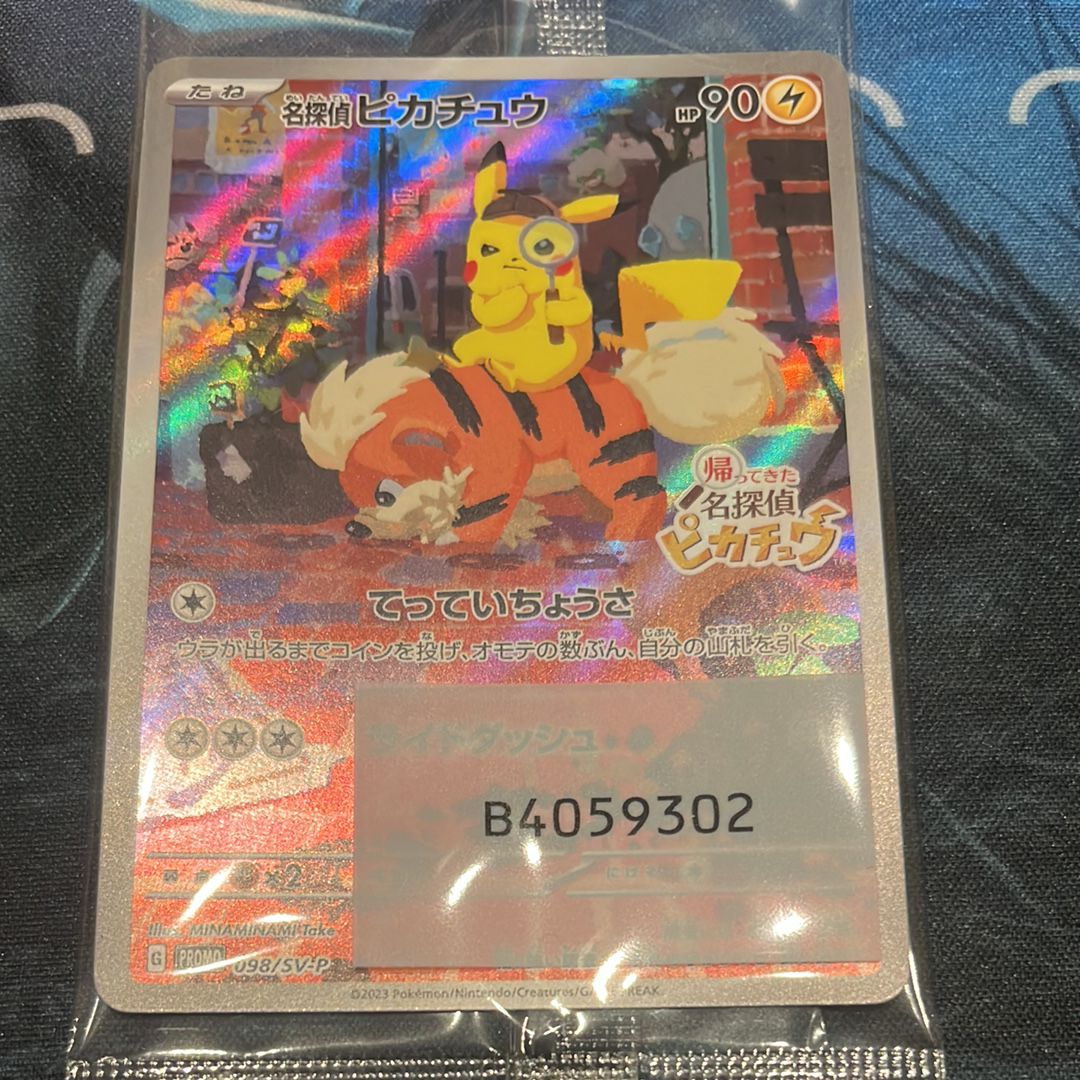 たね
名探偵ピカチュウ
HP90
帰ってきた
名探偵
ピカチュウ
てっていちょうさ
ウラが出るまでコインを投げ、オモテの数ぶん、自分の山札を引く。
B4059302
×2
Illus. MINAMINAMI Take
G PROMO 098/SV-P
©2023 Pokémon/Nintendo/Creatures/GAME FREAK